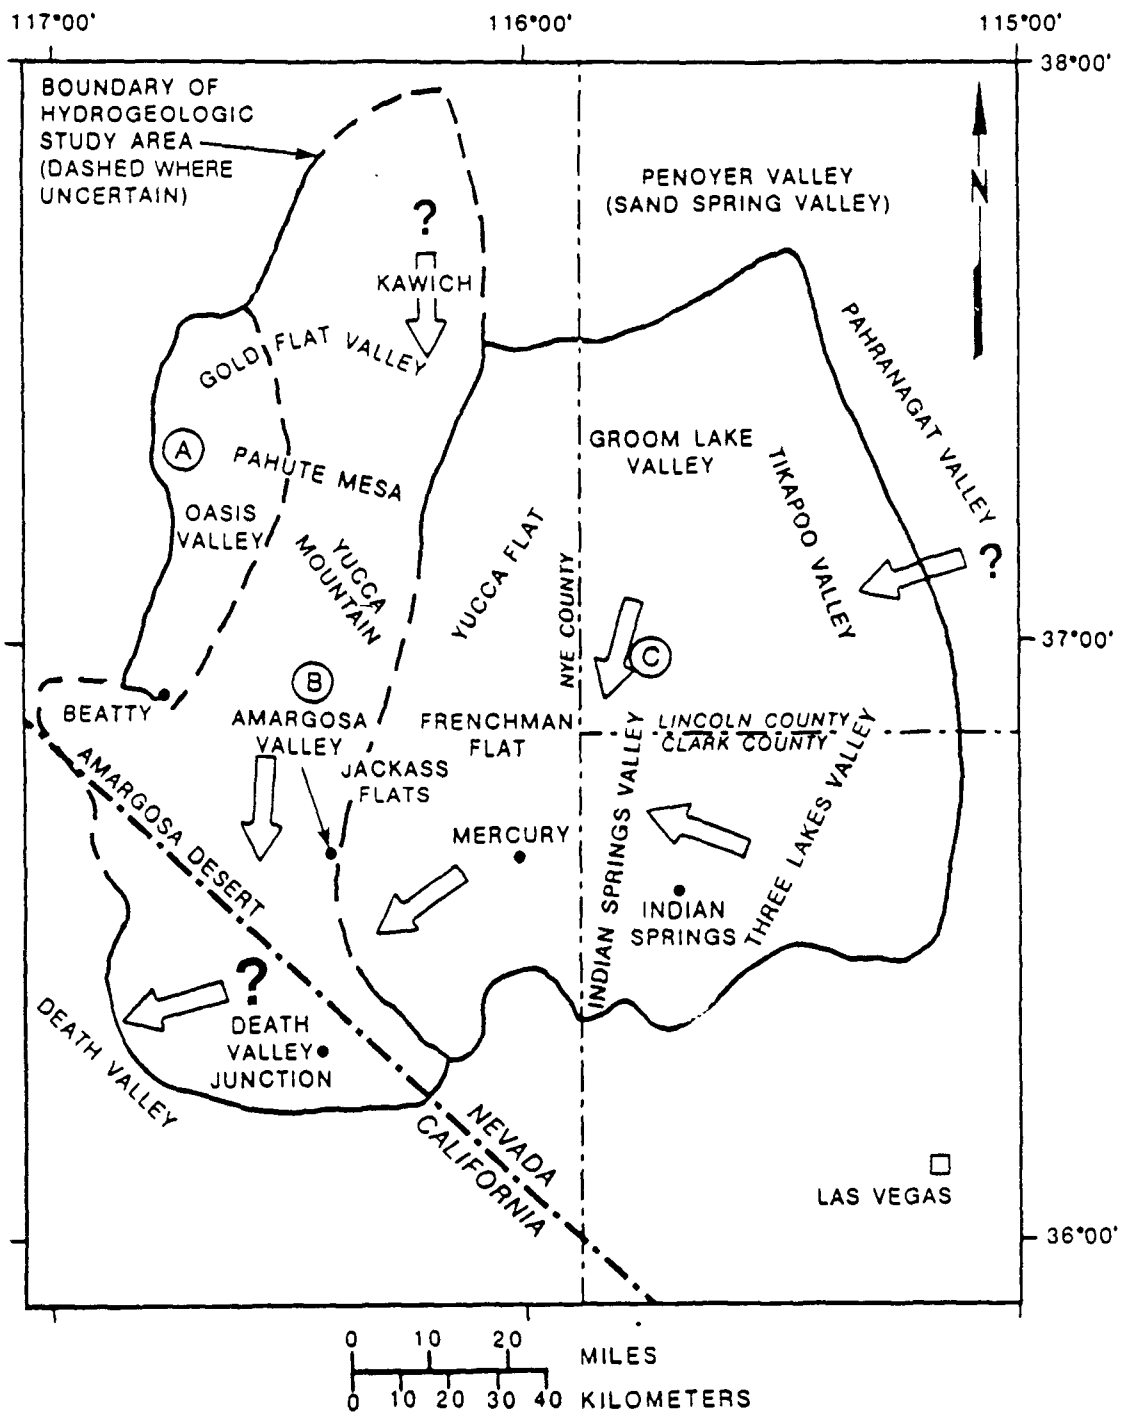 117°00'
116°00'
115°00'
38°00'
BOUNDARY OF
HYDROGEOLOGIC
STUDY AREA
(DASHED WHERE
UNCERTAIN)
N
PENOYER VALLEY
(SAND SPRING VALLEY)
?
KAWICH
GOLD FLAT VALLEY
PAHRANAGAT VALLEY
A
PAHUTE MESA
GROOM LAKE
VALLEY
TIKAPOO VALLEY
OASIS
VALLEY
YUCCA
MOUNTAIN
YUCCA FLAT
NYE COUNTY
?
37°00'
C
B
BEATTY
AMARGOSA
VALLEY
FRENCHMAN
FLAT
LINCOLN COUNTY
CLARK COUNTY
JACKASS
FLATS
AMARGOSA DESERT
MERCURY
INDIAN SPRINGS VALLEY
THREE LAKES VALLEY
INDIAN
SPRINGS
?
DEATH VALLEY
DEATH
VALLEY
JUNCTION
NEVADA
CALIFORNIA
LAS VEGAS
36°00'
0 10 20
MILES
0 10 20 30 40 KILOMETERS